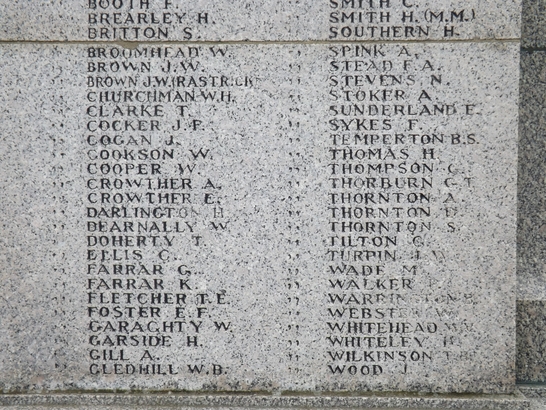 BOOTH F.
BREARLEY H.
BRITTON S.
BROOMHEAD W.
BROWN J.W.
BROWN J.W.(RASTRICK)
CHURCHMAN W.H.
CLARKE T.
COCKER J.F.
COGAN J.
COOKSON W.
COOPER W.
CROWTHER A.
CROWTHER E.
DARLINGTON H.
DEARNALLY W.
DOHERTY T.
ELLIS C.
FARRAR G.
FARRAR K.
FLETCHER T.E.
FOSTER E.F.
GARAGHTY W.
GARSIDE H.
GILL A.
GLEDHILL W.B.
SMITH C.
SMITH H.(M.M.)
SOUTHERN H.
SPINK A.
STEAD F.A.
STEVENS N.
STOKER A.
SUNDERLAND E.
SYKES F.
TEMPERTON B.S.
THOMAS H.
THOMPSON C.
THORBURN G.T.
THORNTON A.
THORNTON D.
THORNTON S.
TILTON G.
TURPIN J.W.
WADE M.
WALKER
WEBSTER W.
WHITEHEAD
WHITELEY H.
WILKINSON
WOOD J.